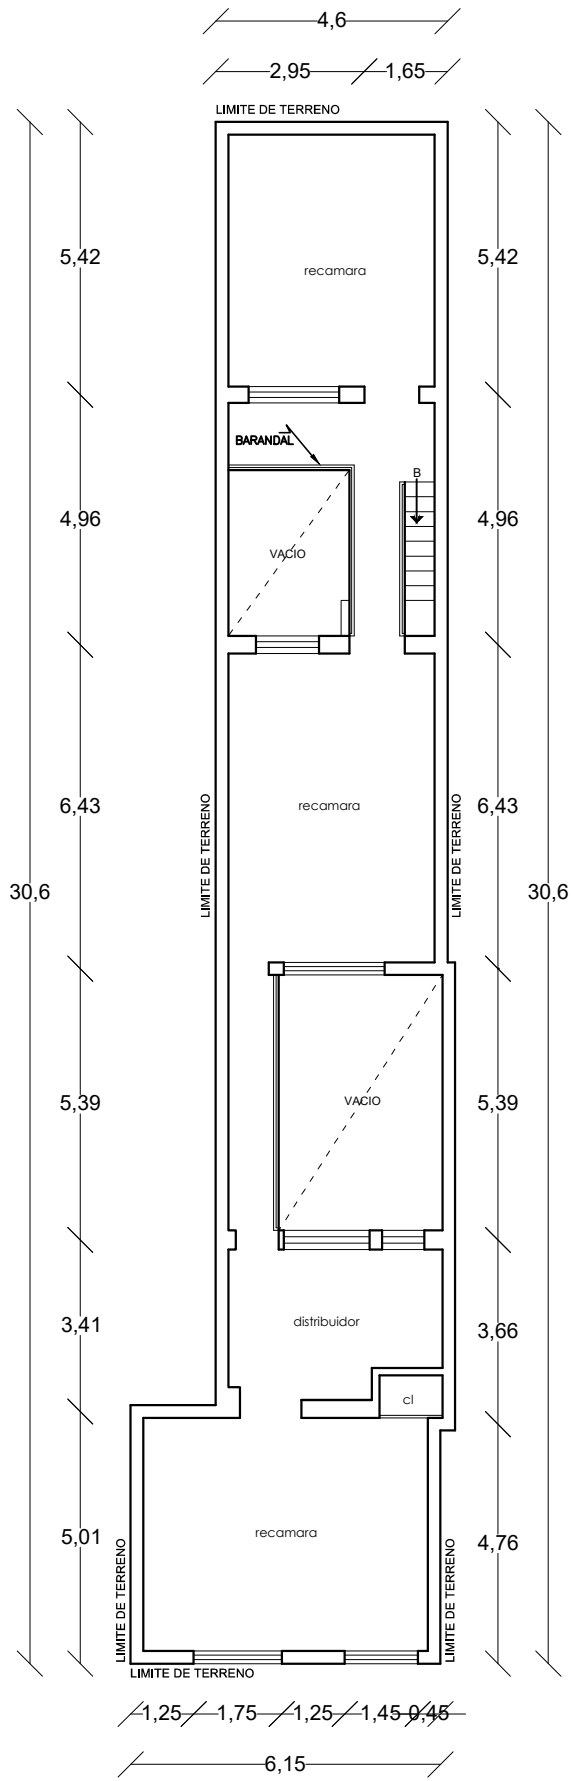 4,6
2,95
1,65
LIMITE DE TERRENO
5,42
5,42
recamara
BARANDAL
B
4,96
4,96
VACIO
LIMITE DE TERRENO
LIMITE DE TERRENO
6,43
recamara
6,43
30,6
30,6
5,39
VACIO
5,39
3,41
distribuidor
3,66
cl
5,01
recamara
4,76
LIMITE DE TERRENO
LIMITE DE TERRENO
LIMITE DE TERRENO
1,25
1,75
1,25
1,45
0,45
6,15